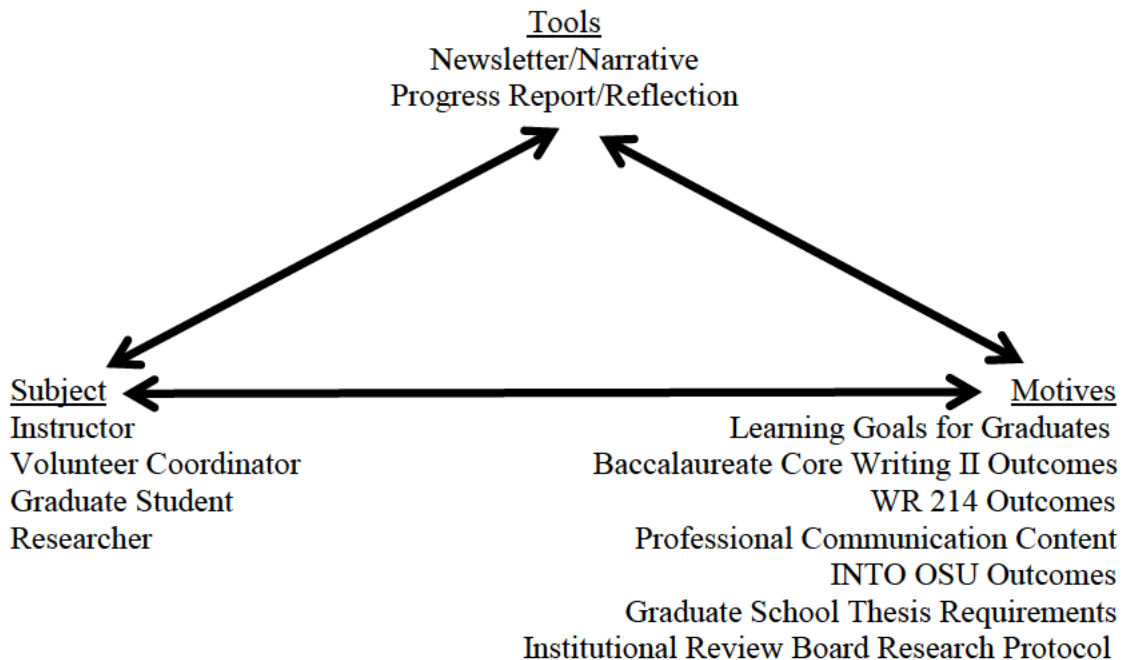 Tools
Newsletter/Narrative
Progress Report/Reflection
Subject
Instructor
Volunteer Coordinator
Graduate Student
Researcher
Motives
Learning Goals for Graduates
Baccalaureate Core Writing II Outcomes
WR 214 Outcomes
Professional Communication Content
INTO OSU Outcomes
Graduate School Thesis Requirements
Institutional Review Board Research Protocol